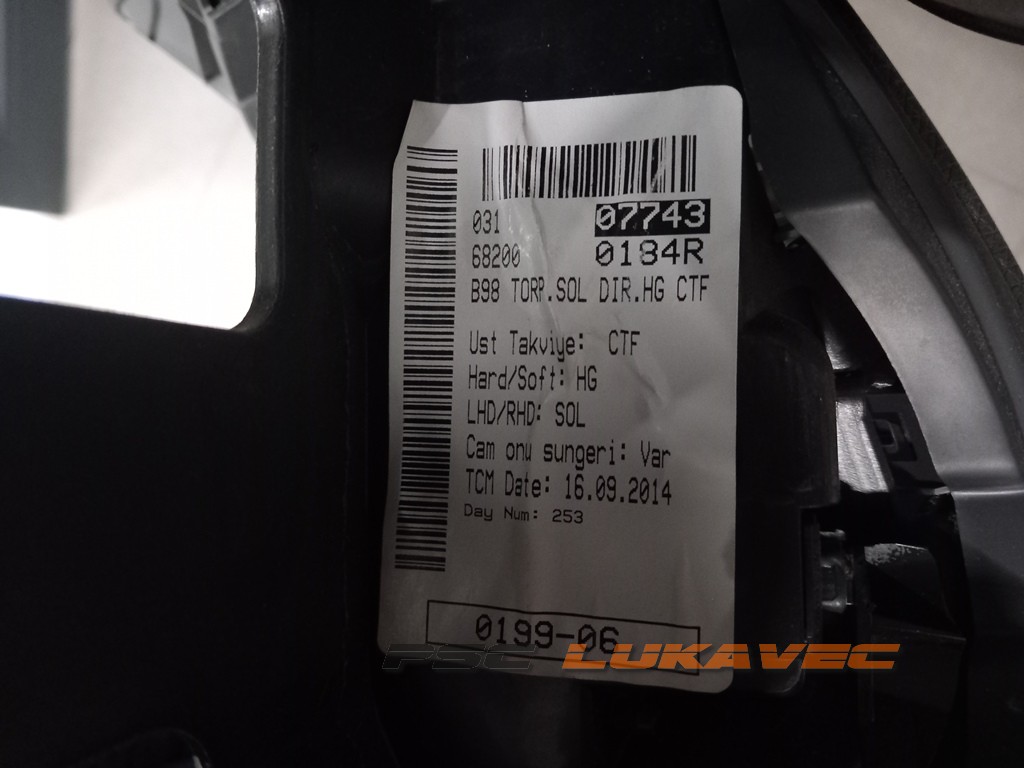 031 07743
68200 0184R
B98 TORP.SOL DIR.HG CTF
Ust Takviye: CTF
Hard/Soft: HG
LHD/RHD: SOL
Cam onu sungeri: Var
TCM Date: 16.09.2014
Day Num: 253
0199-06
PSC LUKAVEC